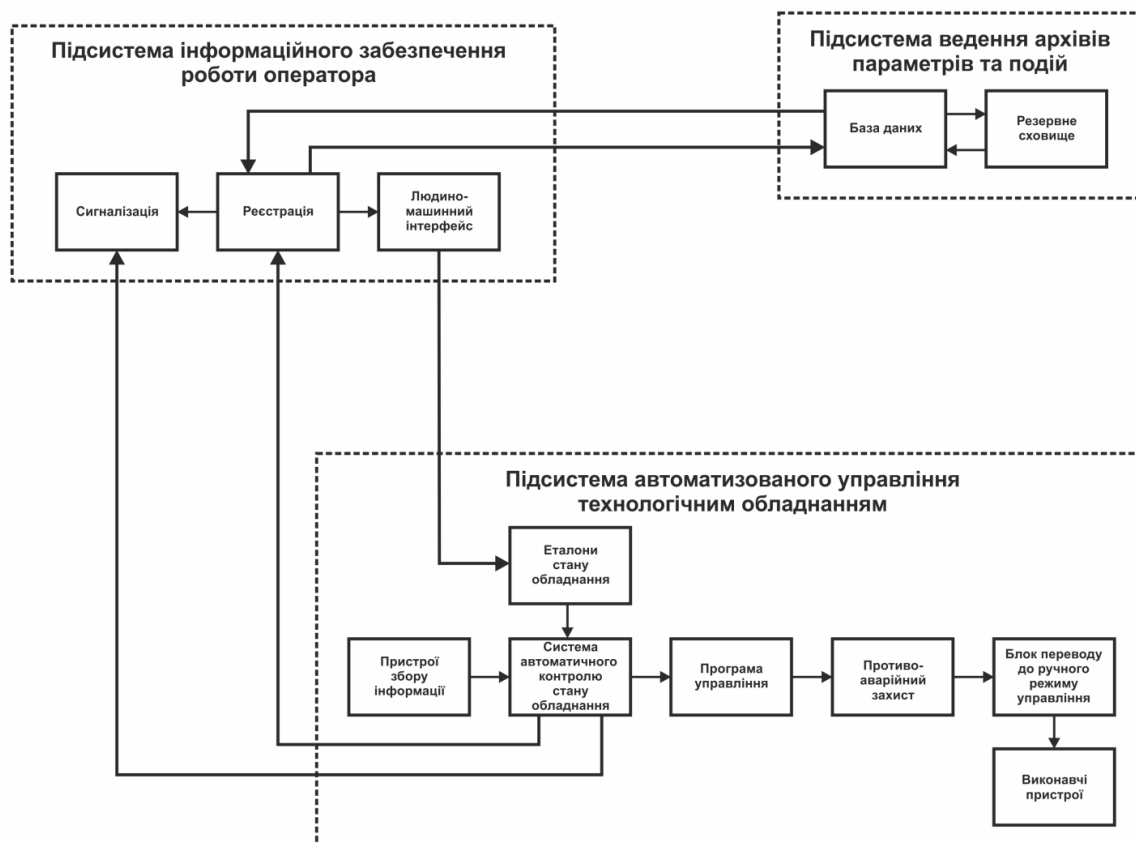 Підсистема інформаційного забезпечення
роботи оператора
Підсистема ведення архівів
параметрів та подій
База даних
Резервне
сховище
Сигналізація
Реєстрація
Людино-
машинний
інтерфейс
Підсистема автоматизованого управління
технологічним обладнанням
Еталони
стану
обладнання
Пристрої
збору
інформації
Система
автоматичного
контролю
стану
обладнання
Програма
управління
Противо-
аварійний
захист
Блок переводу
до ручного
режиму
управління
Виконавчі
пристрої